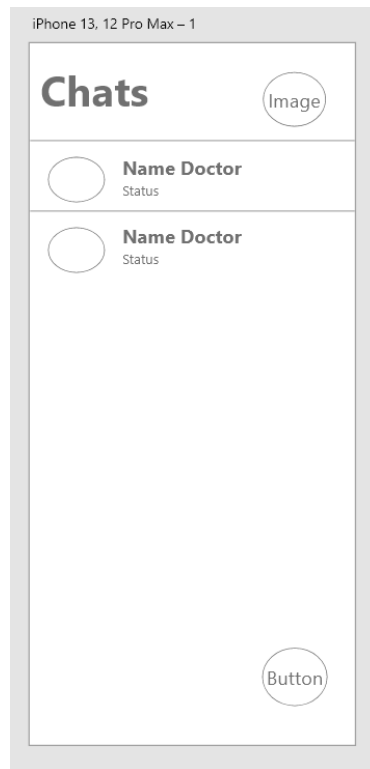 iPhone 13, 12 Pro Max – 1
Chats
Image
Name Doctor
Status
Name Doctor
Status
Button